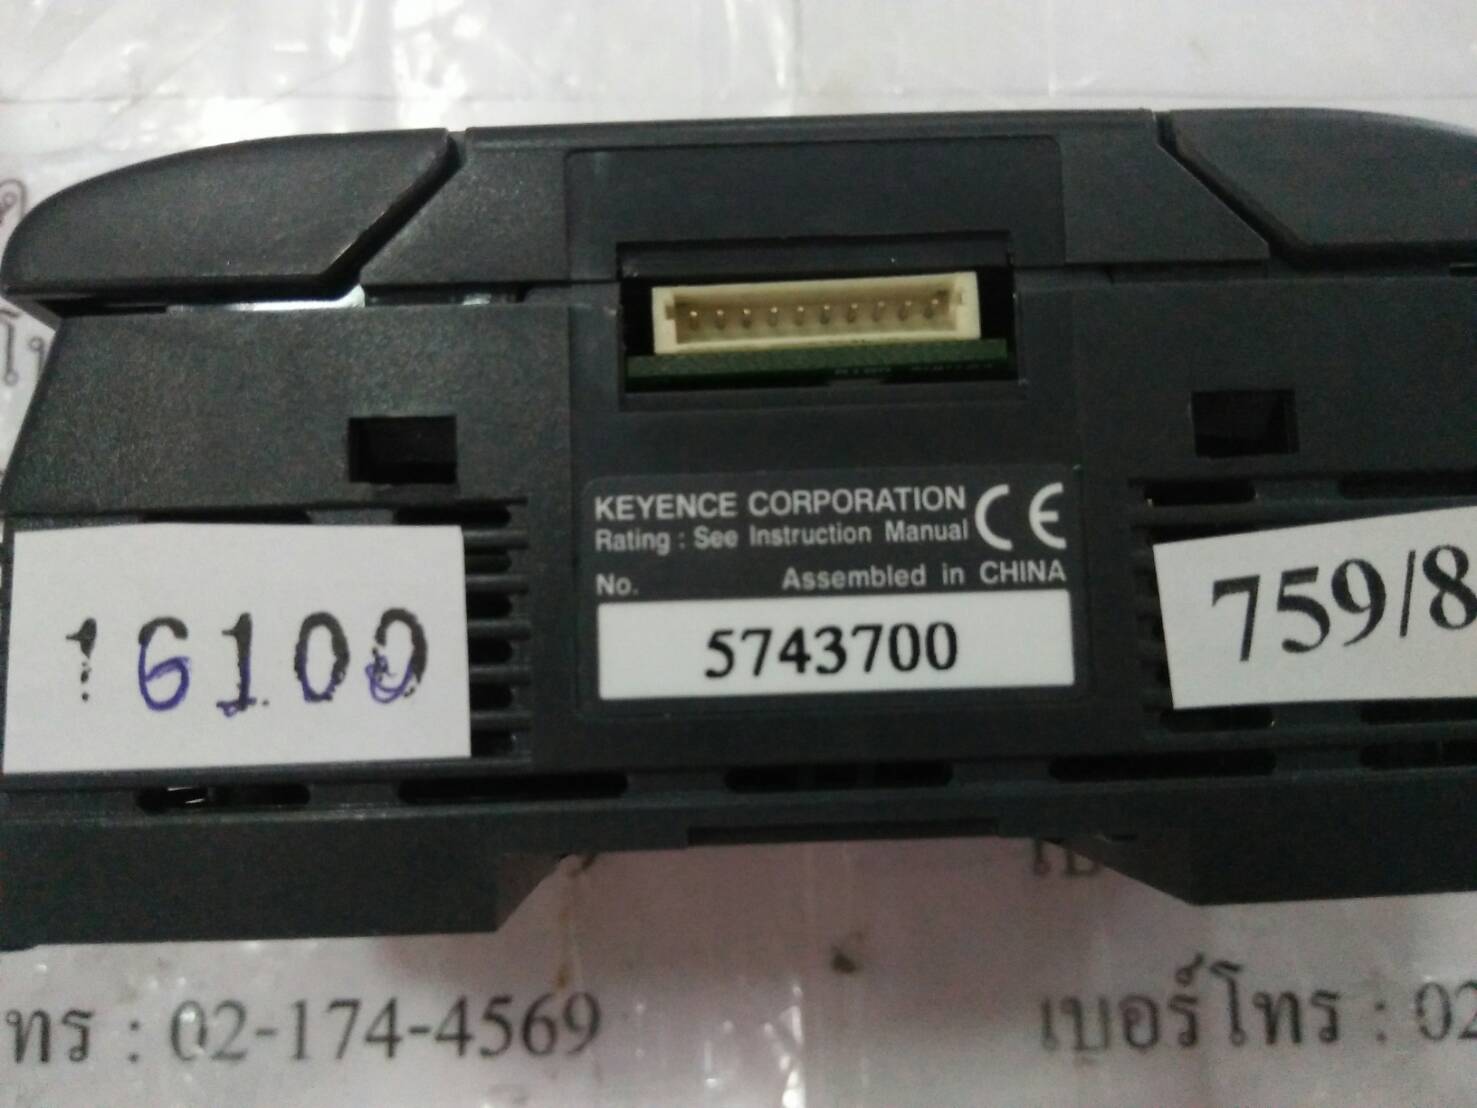 KEYENCE CORPORATION CE
Rating : See Instruction Manual
No. Assembled in CHINA
5743700
16100
759/8
ทร : 02-174-4569
เบอร์โทร : 02